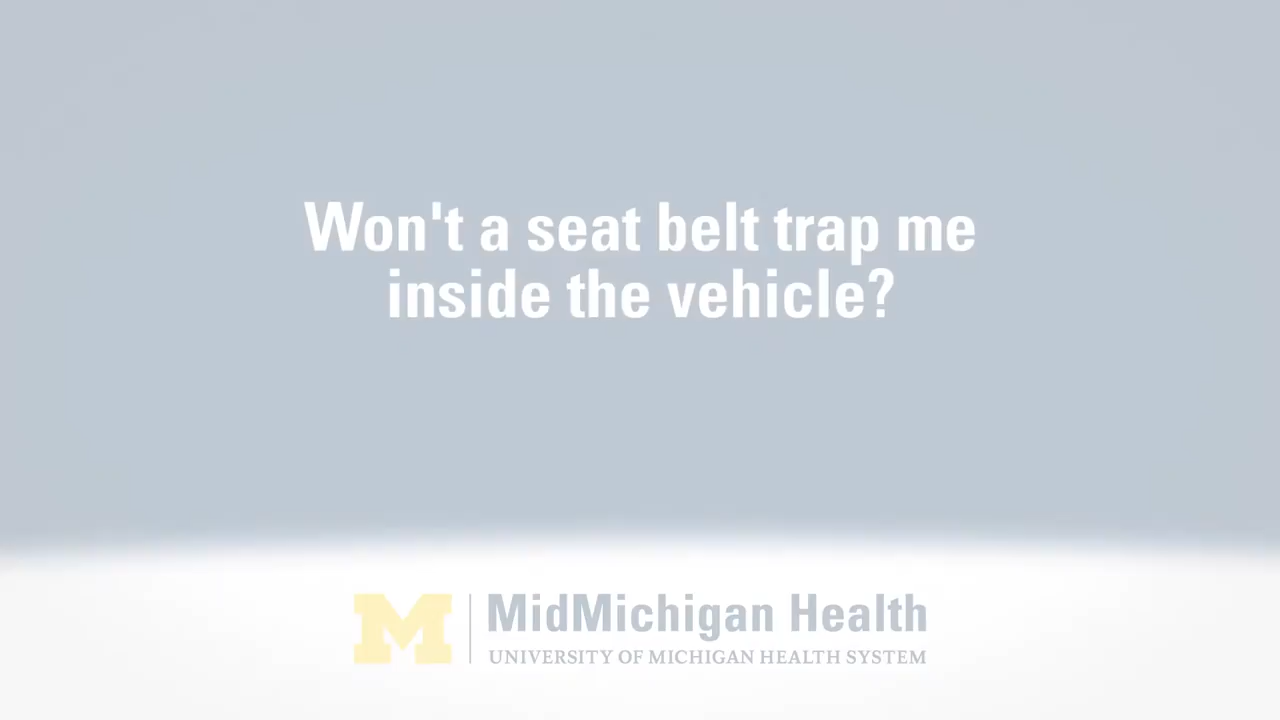 Won't a seat belt trap me
inside the vehicle?
M
MidMichigan Health
UNIVERSITY OF MICHIGAN HEALTH SYSTEM